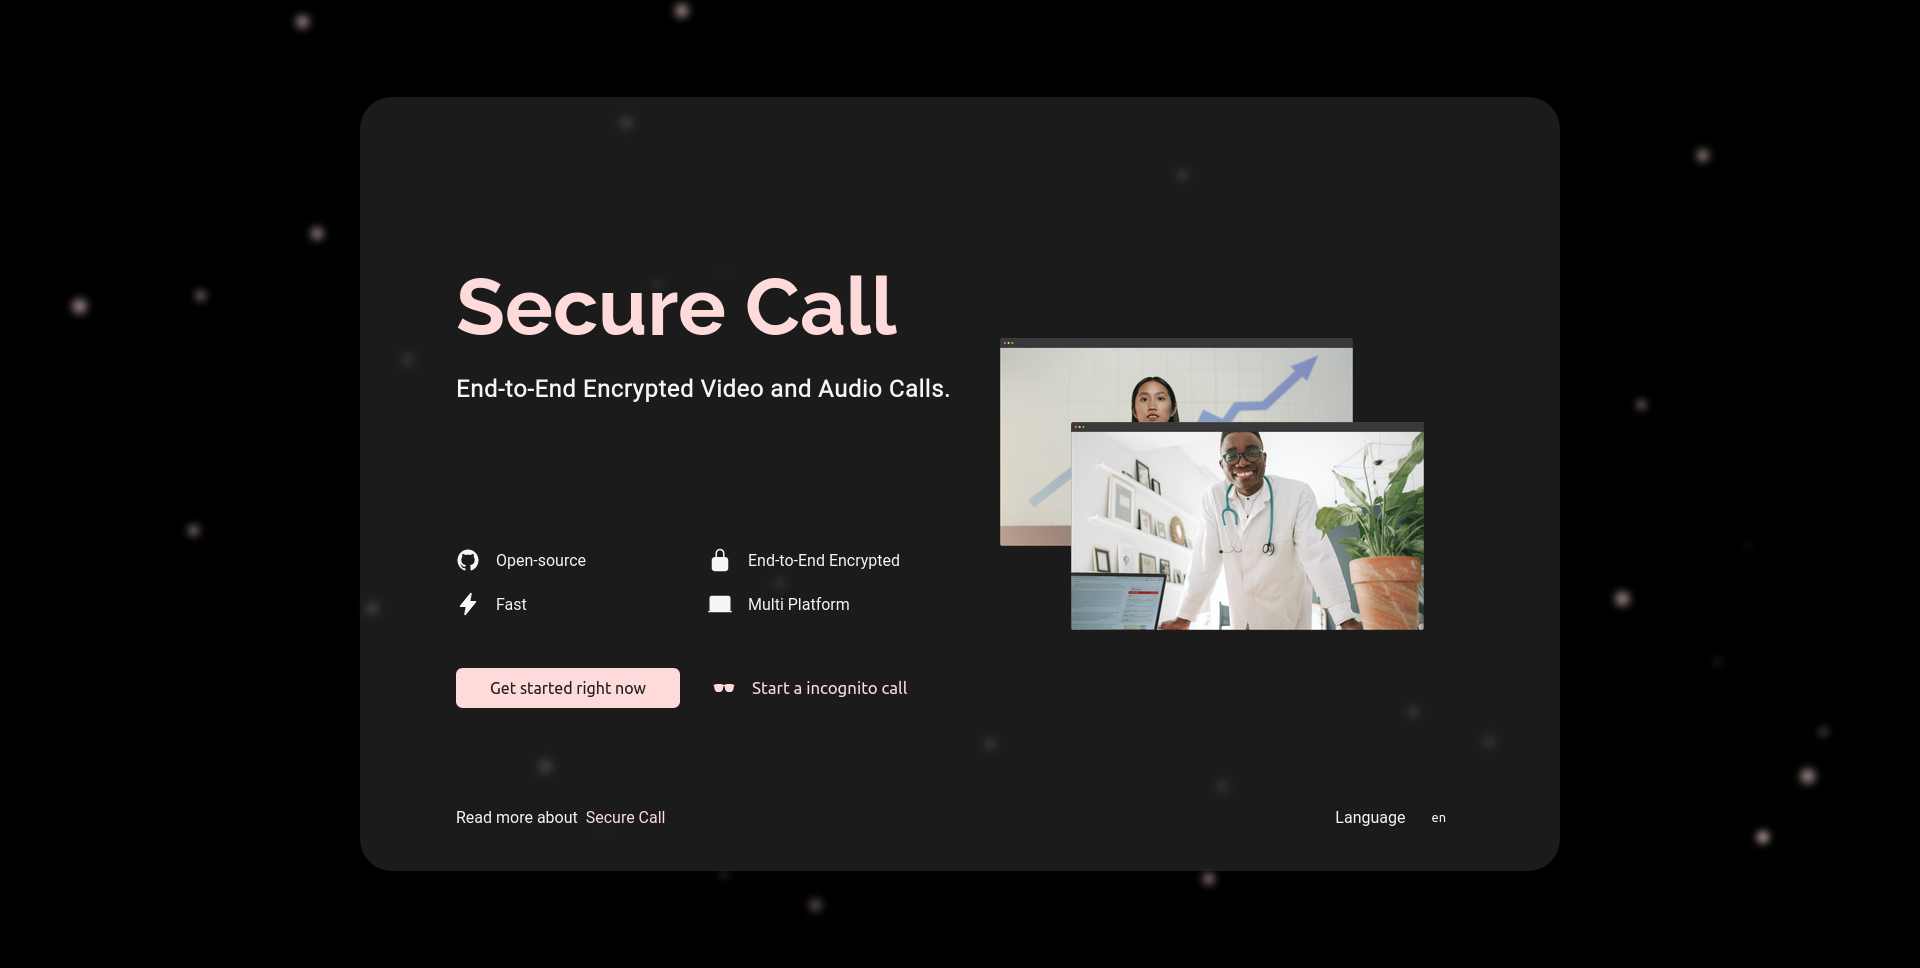 Secure Call
End-to-End Encrypted Video and Audio Calls.
Open-source
End-to-End Encrypted
Fast
Multi Platform
Get started right now
Start a incognito call
Read more about Secure Call
Language en